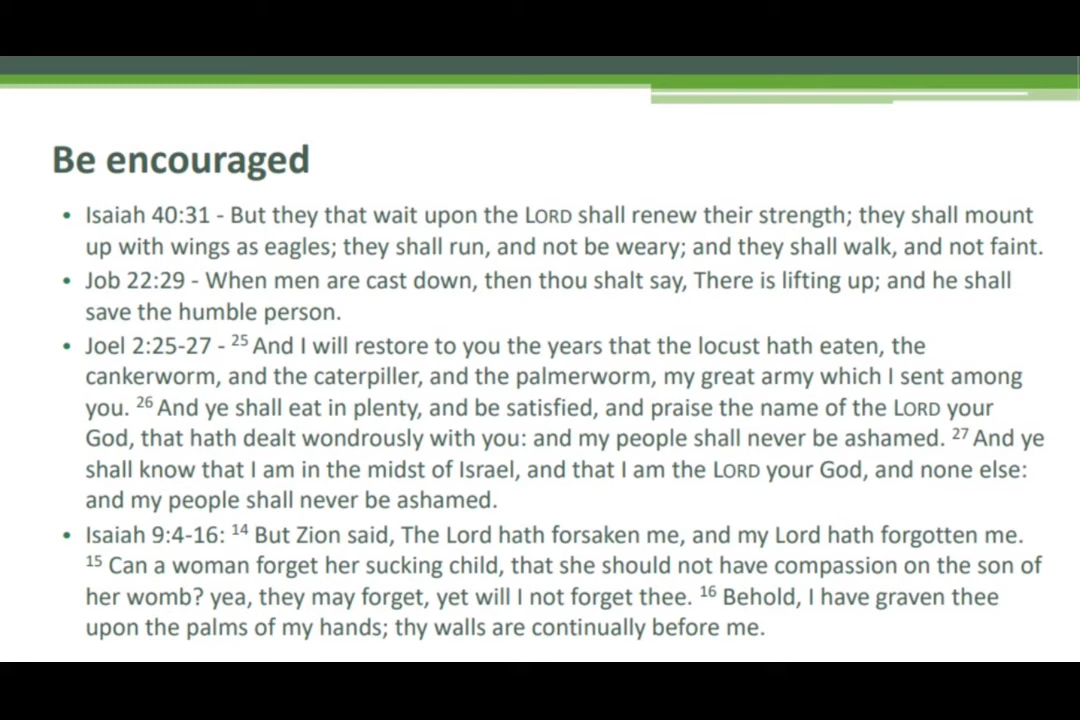 Be encouraged
• Isaiah 40:31 - But they that wait upon the LORD shall renew their strength; they shall mount
up with wings as eagles; they shall run, and not be weary; and they shall walk, and not faint.
• Job 22:29 - When men are cast down, then thou shalt say, There is lifting up; and he shall
save the humble person.
• Joel 2:25-27 - 25 And I will restore to you the years that the locust hath eaten, the
cankerworm, and the caterpiller, and the palmerworm, my great army which I sent among
you. 26 And ye shall eat in plenty, and be satisfied, and praise the name of the LORD your
God, that hath dealt wondrously with you: and my people shall never be ashamed. 27 And ye
shall know that I am in the midst of Israel, and that I am the LORD your God, and none else:
and my people shall never be ashamed.
• Isaiah 9:4-16: 14 But Zion said, The Lord hath forsaken me, and my Lord hath forgotten me.
15 Can a woman forget her sucking child, that she should not have compassion on the son of
her womb? yea, they may forget, yet will I not forget thee. 16 Behold, I have graven thee
upon the palms of my hands; thy walls are continually before me.